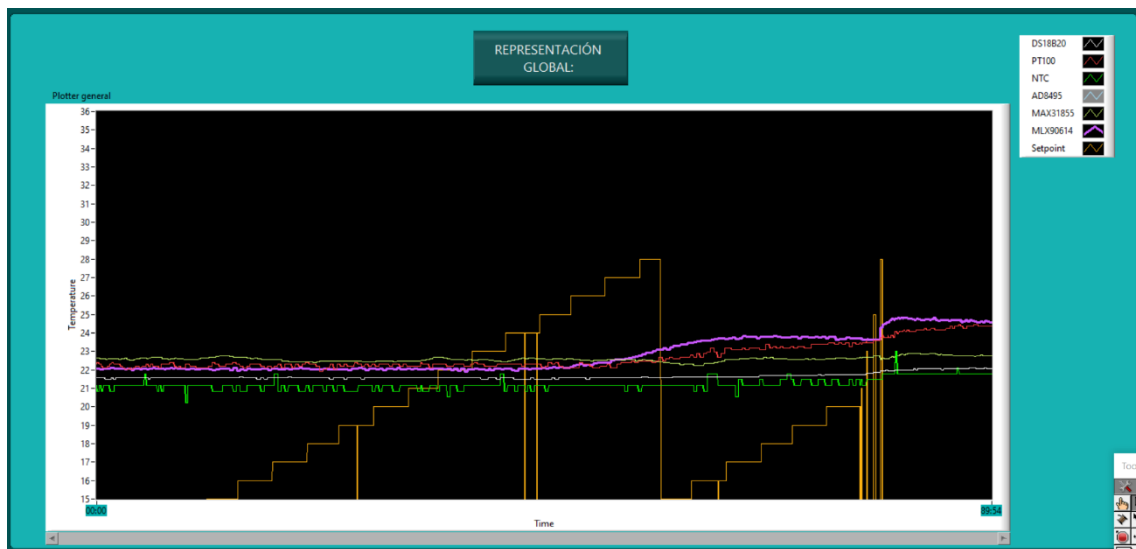 REPRESENTACIÓN
GLOBAL:
Plotter general
DS18B20
PT100
NTC
AD8495
MAX31855
MLX90614
Setpoint
Temperature
36
35
34
33
32
31
30
29
28
27
26
25
24
23
22
21
20
19
18
17
16
15
00:00
89:54
Time
Too